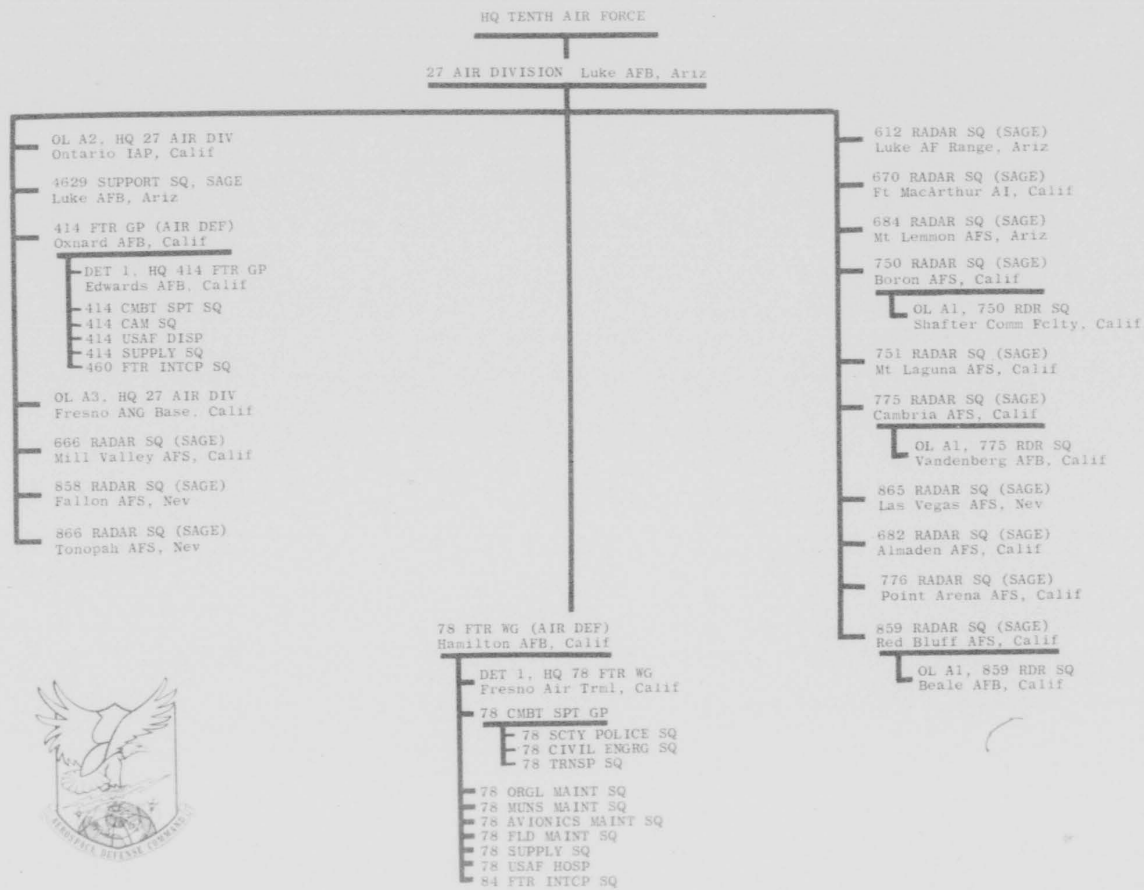 HQ TENTH AIR FORCE
27 AIR DIVISION Luke AFB, Ariz
OL A2, HQ 27 AIR DIV
Ontario IAP, Calif
4629 SUPPORT SQ, SAGE
Luke AFB, Ariz
414 FTR GP (AIR DEF)
Oxnard AFB, Calif
DET 1, HQ 414 FTR GP
Edwards AFB, Calif
414 CMBT SPT SQ
414 CAM SQ
414 USAF DISP
414 SUPPLY SQ
460 FTR INTCP SQ
OL A3, HQ 27 AIR DIV
Fresno ANG Base, Calif
666 RADAR SQ (SAGE)
Mill Valley AFS, Calif
858 RADAR SQ (SAGE)
Fallon AFS, Nev
866 RADAR SQ (SAGE)
Tonopah AFS, Nev
78 FTR WG (AIR DEF)
Hamilton AFB, Calif
DET 1, HQ 78 FTR WG
Fresno Air Trml, Calif
78 CMBT SPT GP
78 SCTY POLICE SQ
78 CIVIL ENGRG SQ
78 TRNSP SQ
78 ORGL MAINT SQ
78 MUNS MAINT SQ
78 AVIONICS MAINT SQ
78 FLD MAINT SQ
78 SUPPLY SQ
78 USAF HOSP
84 FTR INTCP SQ
612 RADAR SQ (SAGE)
Luke AF Range, Ariz
670 RADAR SQ (SAGE)
Ft MacArthur AI, Calif
684 RADAR SQ (SAGE)
Mt Lemmon AFS, Ariz
750 RADAR SQ (SAGE)
Boron AFS, Calif
OL A1, 750 RDR SQ
Shafter Comm Fclty, Calif
751 RADAR SQ (SAGE)
Mt Laguna AFS, Calif
775 RADAR SQ (SAGE)
Cambria AFS, Calif
OL A1, 775 RDR SQ
Vandenberg AFB, Calif
865 RADAR SQ (SAGE)
Las Vegas AFS, Nev
682 RADAR SQ (SAGE)
Almaden AFS, Calif
776 RADAR SQ (SAGE)
Point Arena AFS, Calif
859 RADAR SQ (SAGE)
Red Bluff AFS, Calif
OL A1, 859 RDR SQ
Beale AFB, Calif
AEROSPACE DEFENSE COMMAND